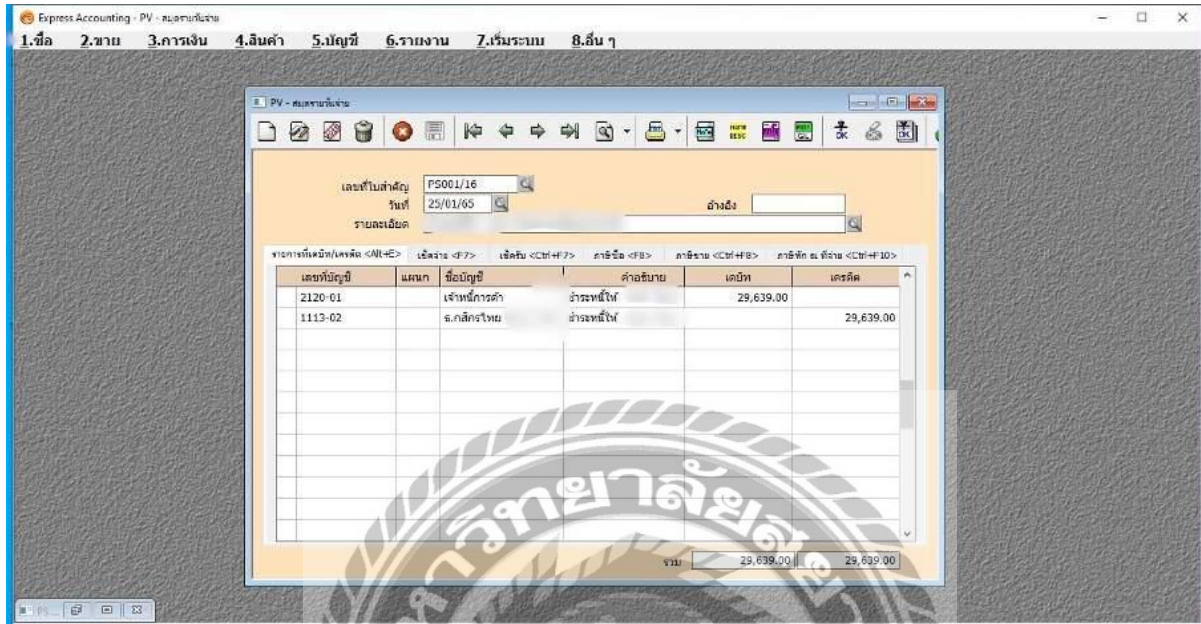 Express Accounting - PV - สมุดรายวันจ่าย
1.ซื้อ 2.ขาย 3.การเงิน 4.สินค้า 5.บัญชี 6.รายงาน 7.เริ่มระบบ 8.อื่น ๆ
PV - สมุดรายวันจ่าย
เลขที่ใบสำคัญ PS001/16
วันที่ 25/01/65 อ้างอิง
รายละเอียด
รายการที่เดบิท/เครดิต <Alt+E> เช็คจ่าย <F7> เช็ครับ <Ctrl+F7> ภาษีซื้อ <F8> ภาษีขาย <Ctrl+F8> ภาษีหัก ณ ที่จ่าย <Ctrl+F10>
เลขที่บัญชี แผนก ชื่อบัญชี คำอธิบาย เดบิท เครดิต
2120-01 เจ้าหนี้การค้า ชำระหนี้ให้ 29,639.00
1113-02 ธ.กสิกรไทย ชำระหนี้ให้ 29,639.00
รวม 29,639.00 29,639.00